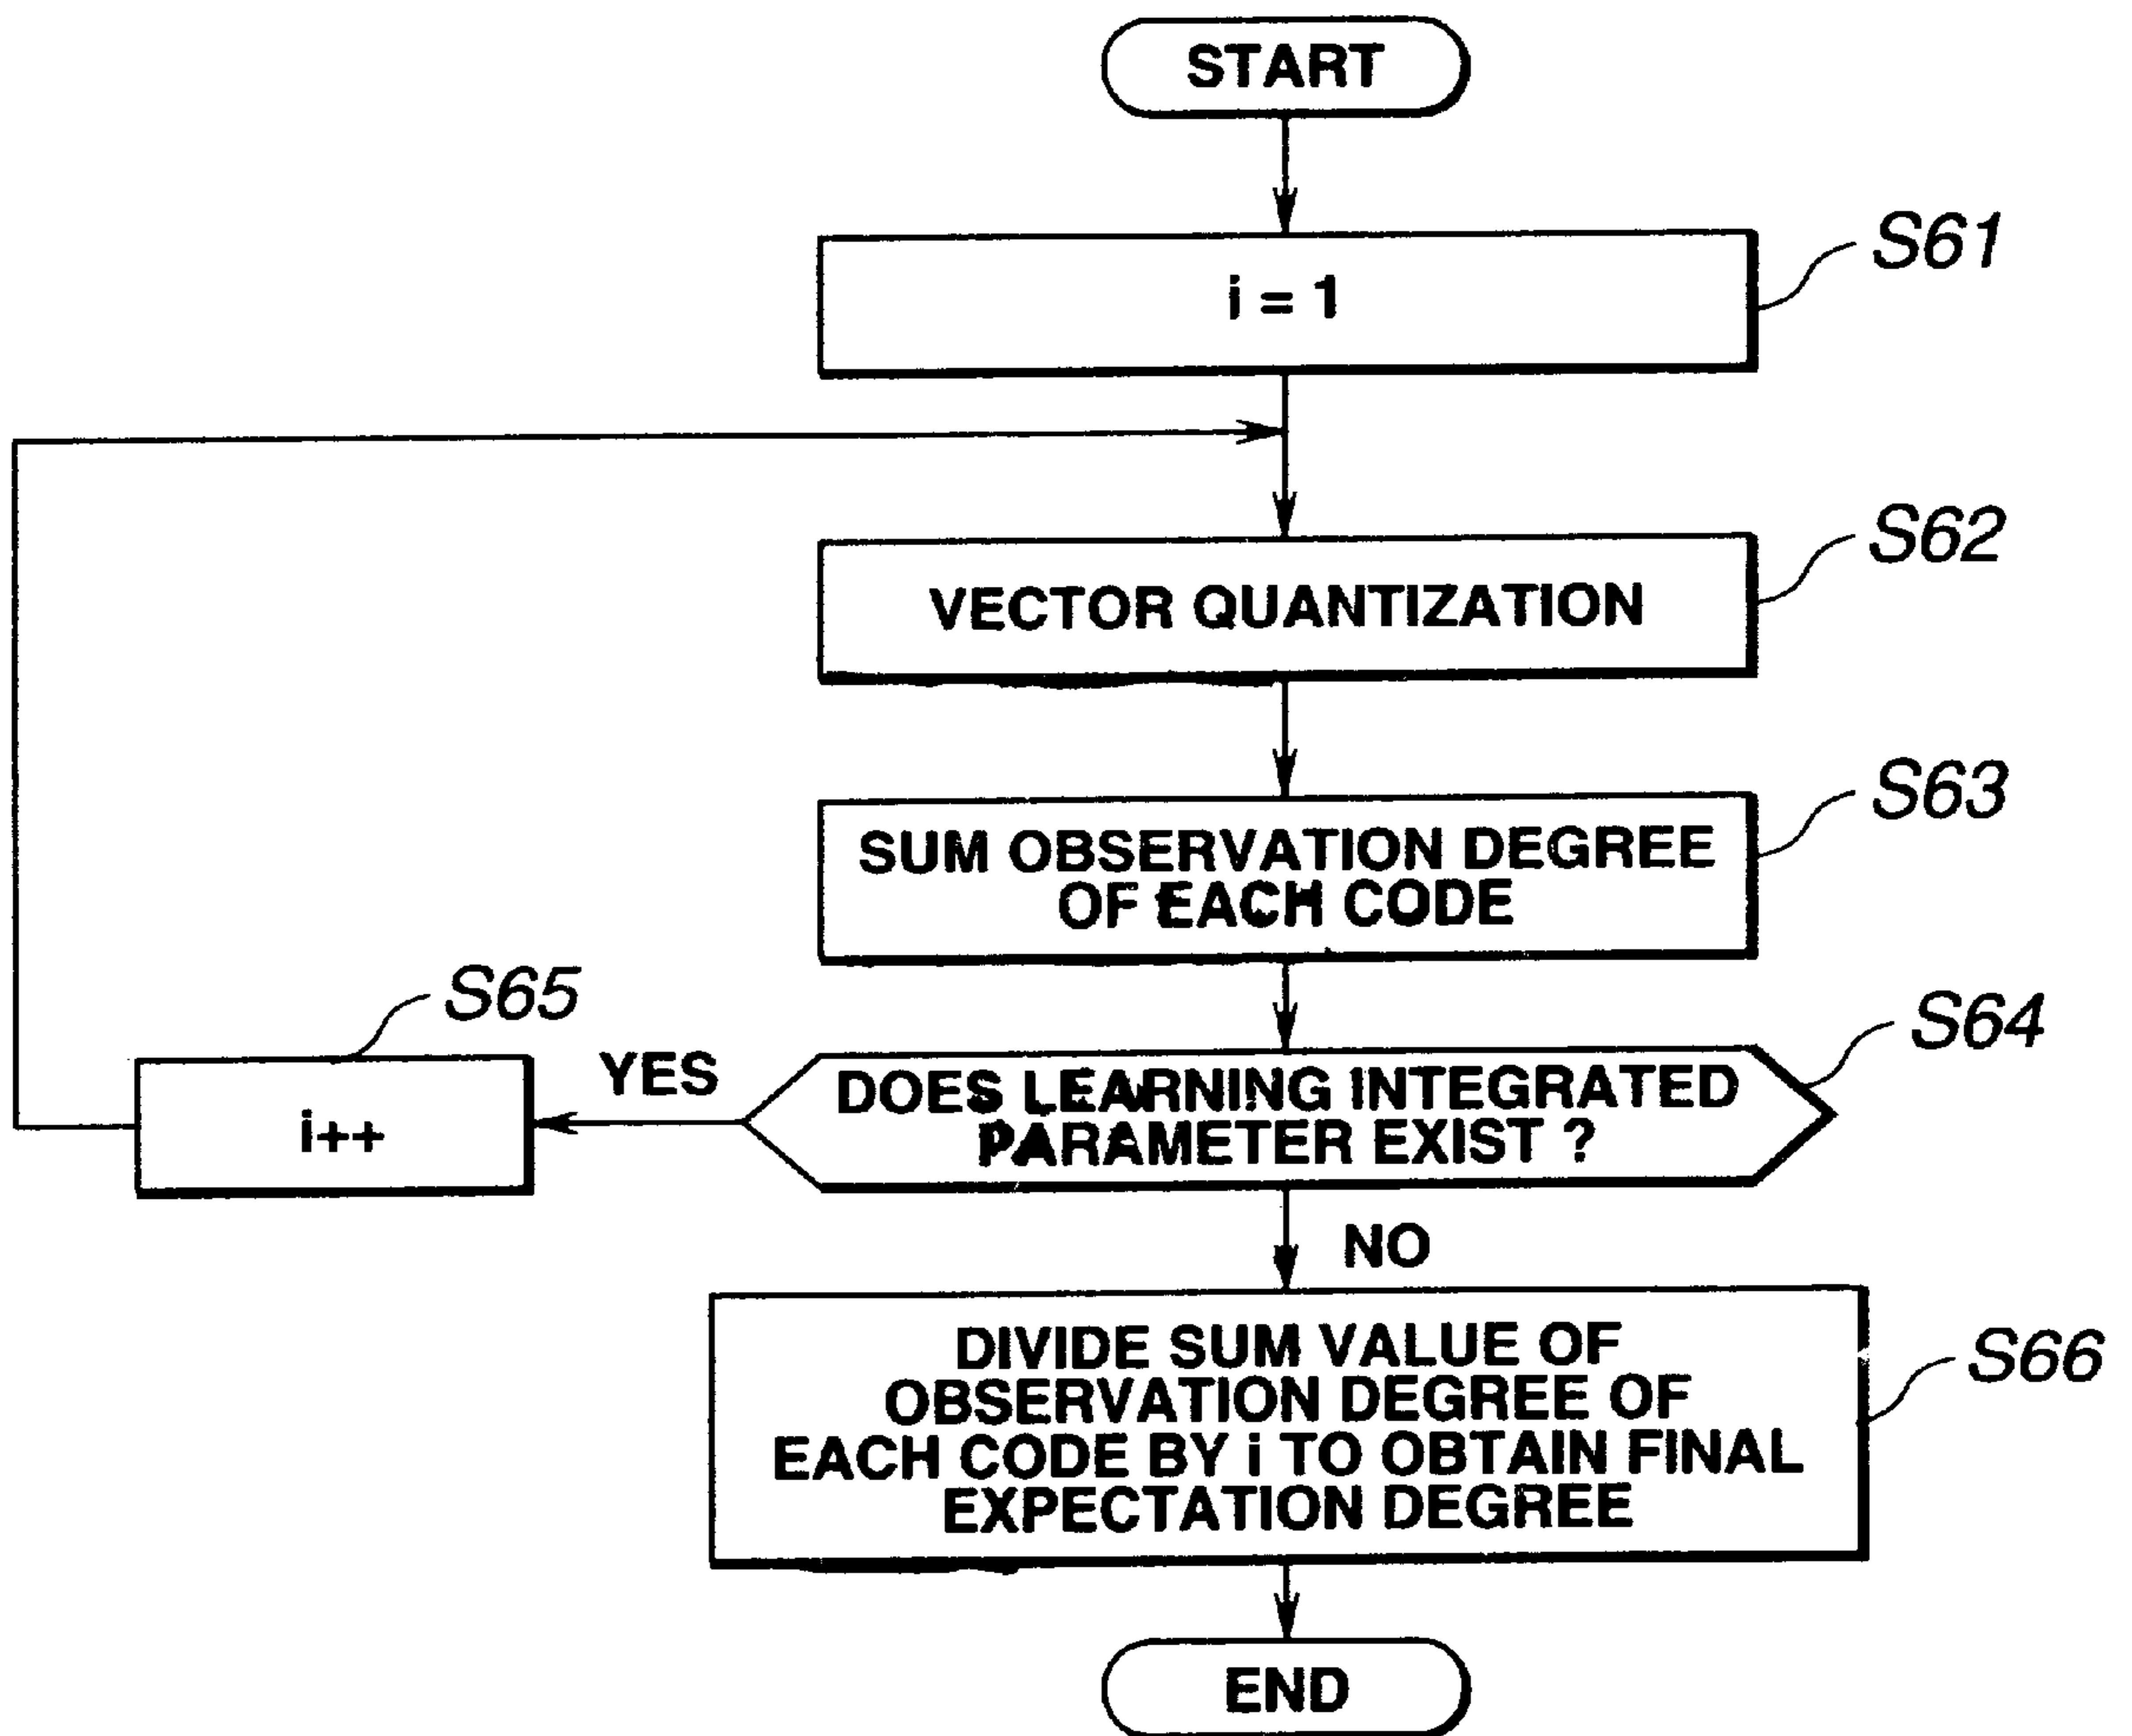 START
i = 1
S61
VECTOR QUANTIZATION
S62
SUM OBSERVATION DEGREE
OF EACH CODE
S63
DOES LEARNING INTEGRATED
PARAMETER EXIST ?
S64
YES
i++
S65
NO
DIVIDE SUM VALUE OF
OBSERVATION DEGREE OF
EACH CODE BY i TO OBTAIN FINAL
EXPECTATION DEGREE
S66
END